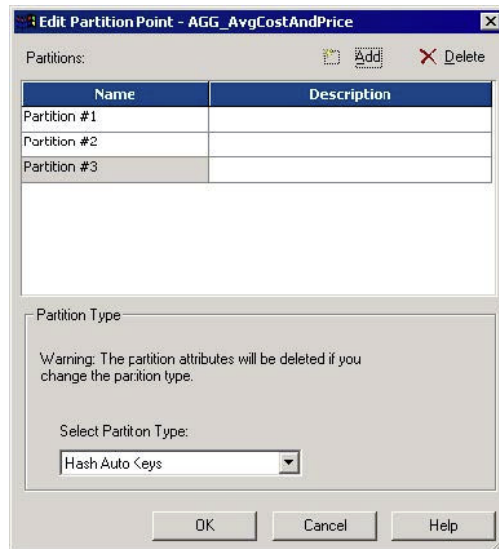 Edit Partition Point - AGG_AvgCostAndPrice
Partitions:
Add
Delete
Name Description
Partition #1
Partition #2
Partition #3
Partition Type
Warning: The partition attributes will be deleted if you
change the partition type.
Select Partiton Type:
Hash Auto Keys
OK Cancel Help